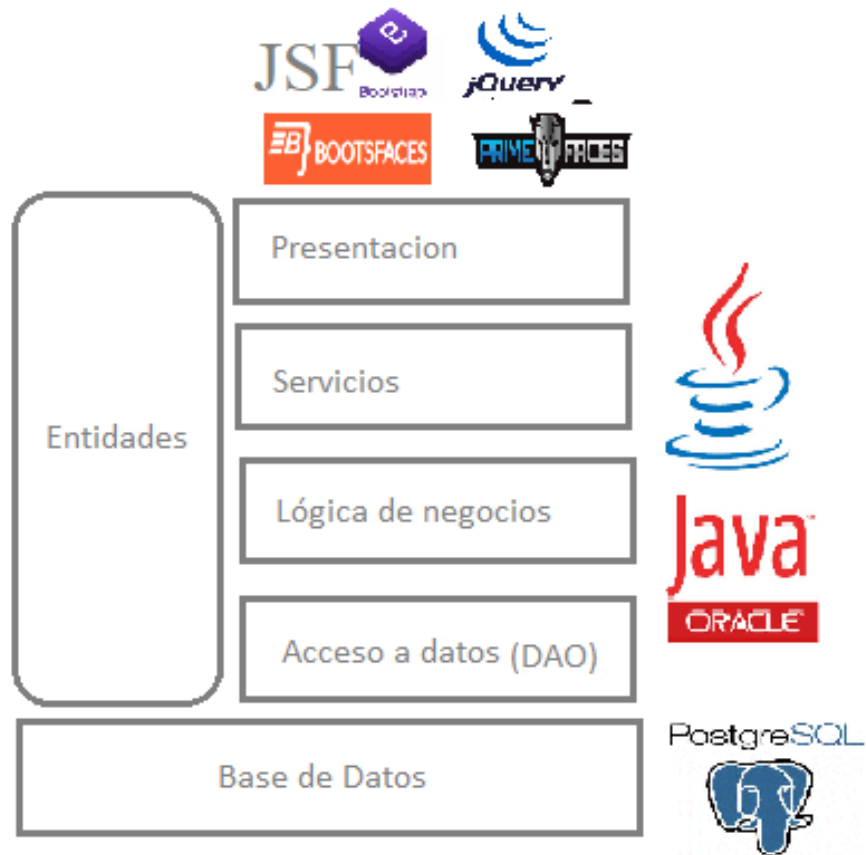 JSF
Bootstrap
jQuery
B BOOTSFACES
PRIME FACES
Presentacion
Servicios
Entidades
Lógica de negocios
Java
ORACLE
Acceso a datos (DAO)
PostgreSQL
Base de Datos